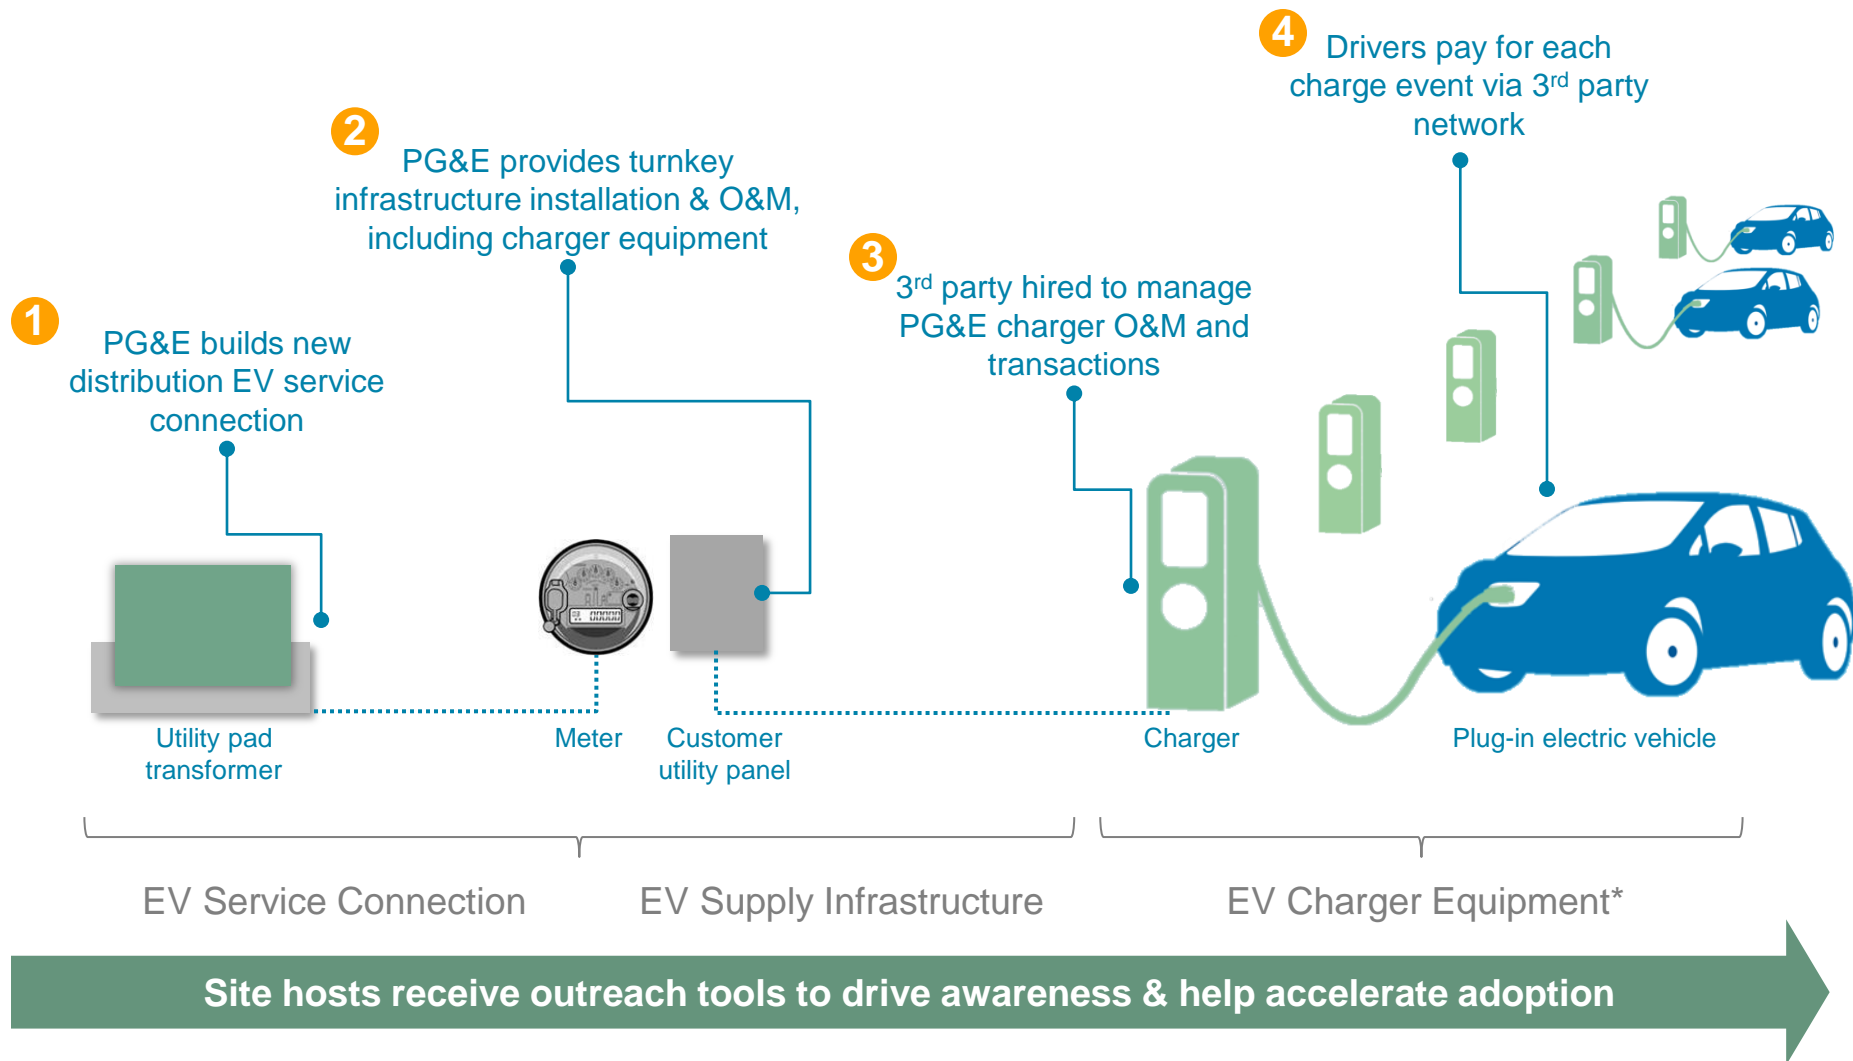 1
PG&E builds new
distribution EV service
connection
2
PG&E provides turnkey
infrastructure installation & O&M,
including charger equipment
3
3rd party hired to manage
PG&E charger O&M and
transactions
4
Drivers pay for each
charge event via 3rd party
network
00000
Utility pad
transformer
Meter
Customer
utility panel
Charger
Plug-in electric vehicle
EV Service Connection
EV Supply Infrastructure
EV Charger Equipment*
Site hosts receive outreach tools to drive awareness & help accelerate adoption